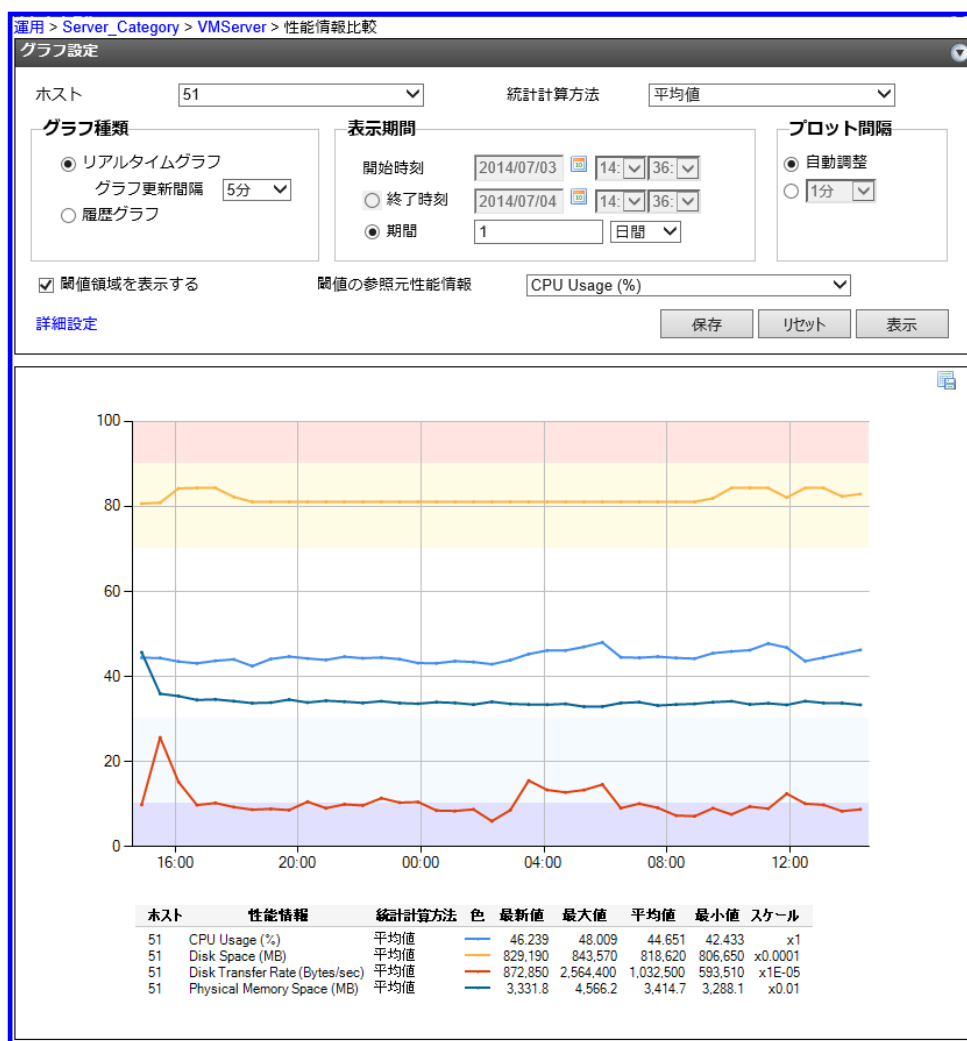 運用 > Server_Category > VMServer > 性能情報比較
グラフ設定
ホスト 51 統計計算方法 平均値
グラフ種類 表示期間 プロット間隔
リアルタイムグラフ 開始時刻 2014/07/03 14: 36: 自動調整
グラフ更新間隔 5分 終了時刻 2014/07/04 14: 36: 1分
履歴グラフ 期間 1 日間
閾値領域を表示する 閾値の参照元性能情報 CPU Usage (%)
詳細設定 保存 リセット 表示
100
80
60
40
20
0
16:00 20:00 00:00 04:00 08:00 12:00
ホスト 性能情報 統計計算方法 色 最新値 最大値 平均値 最小値 スケール
51 CPU Usage (%) 平均値 46.239 48.009 44.651 42.433 x1
51 Disk Space (MB) 平均値 829,190 843,570 818,620 806,650 x0.0001
51 Disk Transfer Rate (Bytes/sec) 平均値 872,850 2,564,400 1,032,500 593,510 x1E-05
51 Physical Memory Space (MB) 平均値 3,331.8 4,566.2 3,414.7 3,288.1 x0.01